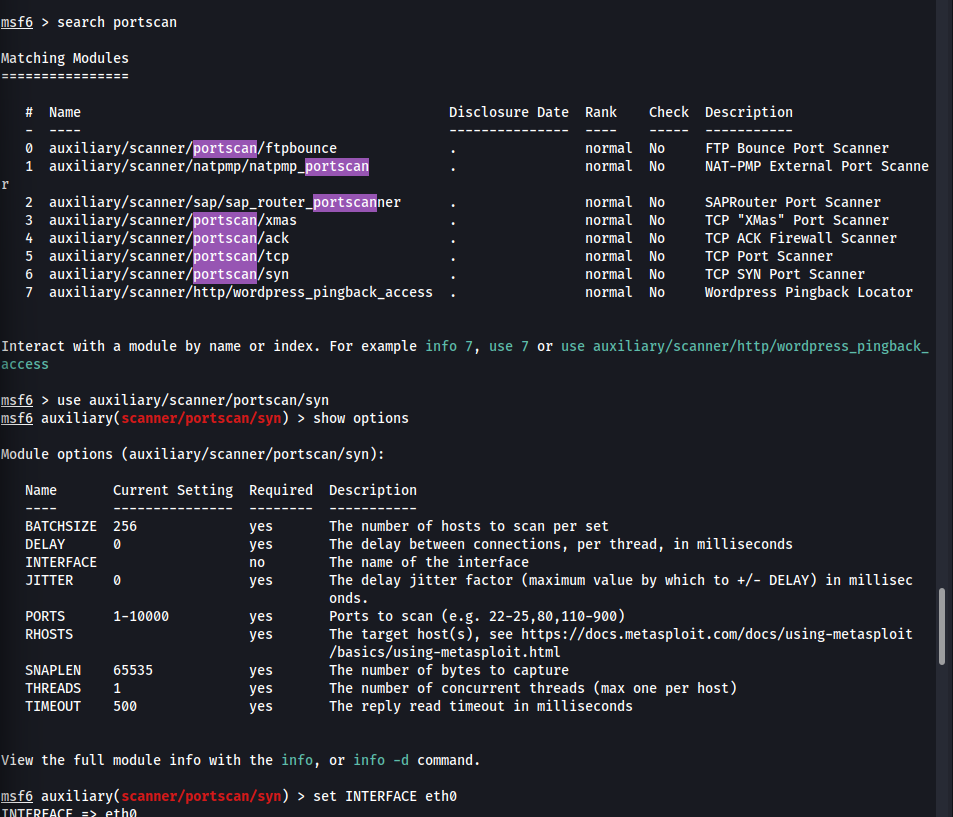 msf6 > search portscan
Matching Modules
================
#  Name                                        Disclosure Date  Rank    Check  Description
-  ----                                        ---------------  ----    -----  -----------
0  auxiliary/scanner/portscan/ftpbounce        .                normal  No     FTP Bounce Port Scanner
1  auxiliary/scanner/natpmp/natpmp_portscan    .                normal  No     NAT-PMP External Port Scanne
r
2  auxiliary/scanner/sap/sap_router_portscanner  .                normal  No     SAPRouter Port Scanner
3  auxiliary/scanner/portscan/xmas             .                normal  No     TCP "XMas" Port Scanner
4  auxiliary/scanner/portscan/ack              .                normal  No     TCP ACK Firewall Scanner
5  auxiliary/scanner/portscan/tcp              .                normal  No     TCP Port Scanner
6  auxiliary/scanner/portscan/syn              .                normal  No     TCP SYN Port Scanner
7  auxiliary/scanner/http/wordpress_pingback_access  .                normal  No     Wordpress Pingback Locator
Interact with a module by name or index. For example info 7, use 7 or use auxiliary/scanner/http/wordpress_pingback_
access
msf6 > use auxiliary/scanner/portscan/syn
msf6 auxiliary(scanner/portscan/syn) > show options
Module options (auxiliary/scanner/portscan/syn):
Name       Current Setting  Required  Description
----       ---------------  --------  -----------
BATCHSIZE  256              yes       The number of hosts to scan per set
DELAY      0                yes       The delay between connections, per thread, in milliseconds
INTERFACE                   no        The name of the interface
JITTER     0                yes       The delay jitter factor (maximum value by which to +/- DELAY) in millisec
onds.
PORTS      1-10000          yes       Ports to scan (e.g. 22-25,80,110-900)
RHOSTS                      yes       The target host(s), see https://docs.metasploit.com/docs/using-metasploit
/basics/using-metasploit.html
SNAPLEN    65535            yes       The number of bytes to capture
THREADS    1                yes       The number of concurrent threads (max one per host)
TIMEOUT    500              yes       The reply read timeout in milliseconds
View the full module info with the info, or info -d command.
msf6 auxiliary(scanner/portscan/syn) > set INTERFACE eth0
INTERFACE => eth0